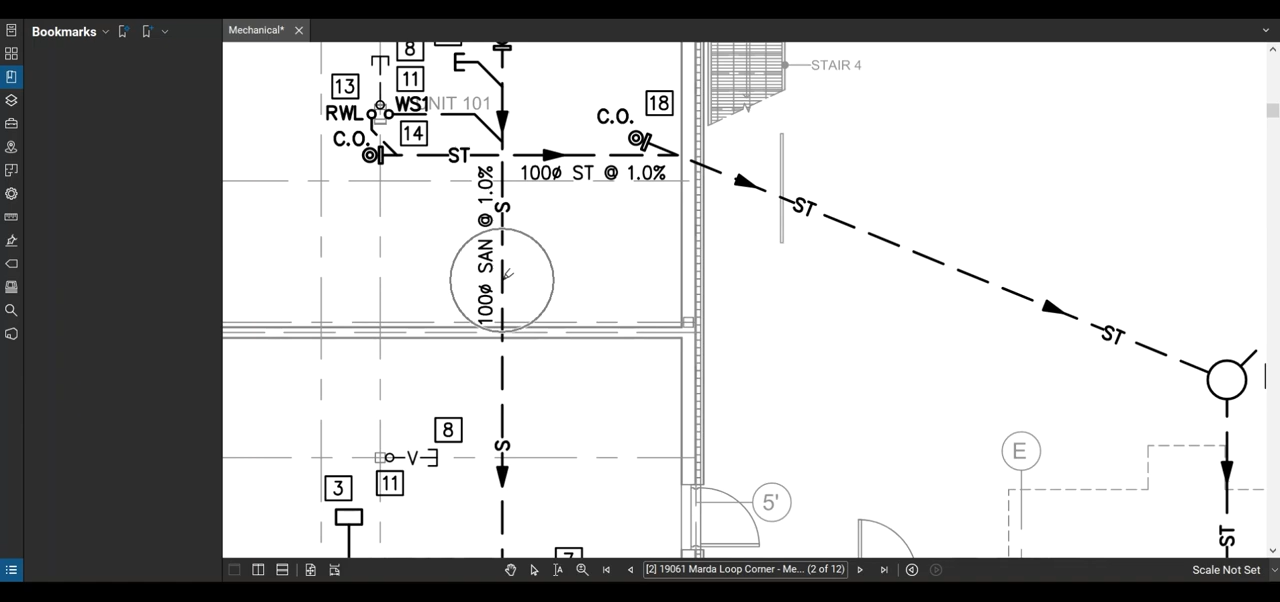 Bookmarks
Mechanical*
8
13
11
RWL
WS1
UNIT 101
C.O.
14
C.O.
18
STAIR 4
ST
100ø ST @ 1.0%
100ø SAN @ 1.0%
S
ST
ST
S
8
V
3
11
E
5'
ST
[2] 19061 Marda Loop Corner - Me... (2 of 12)
Scale Not Set